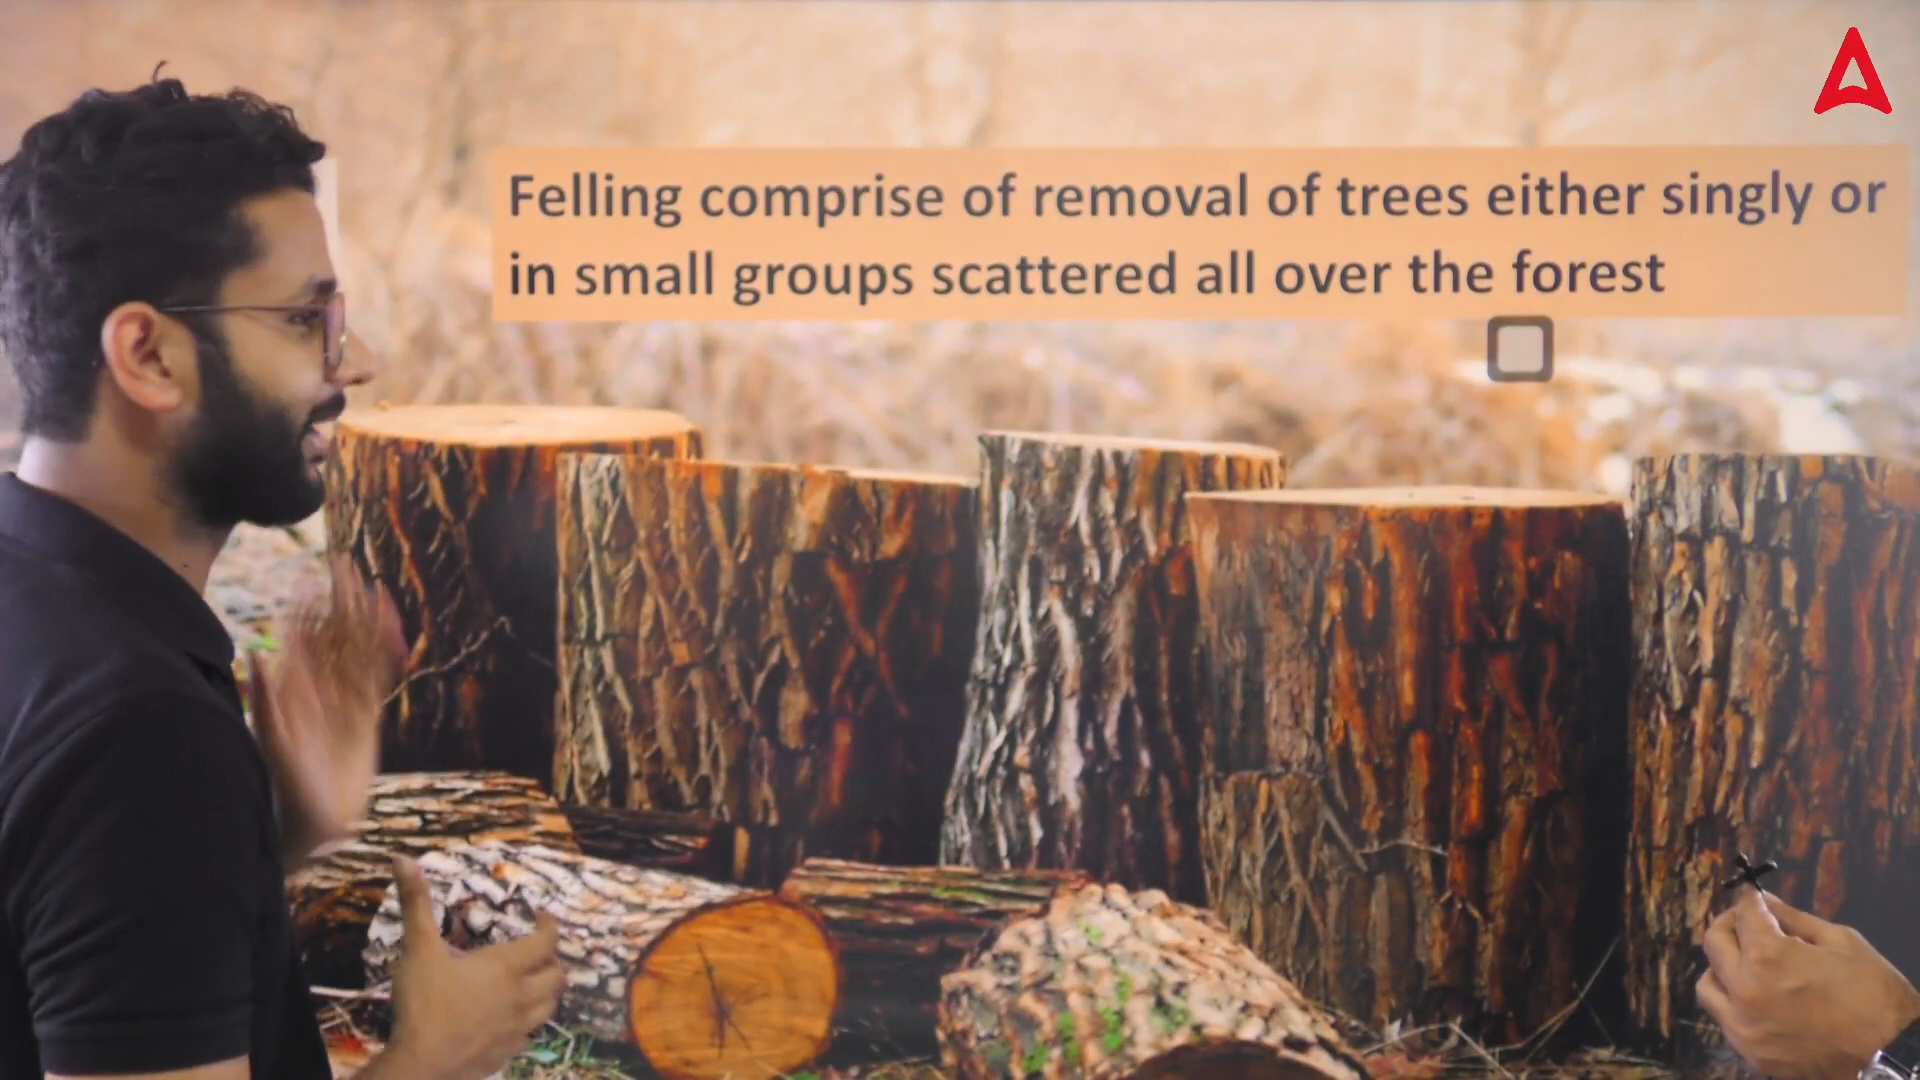 Felling comprise of removal of trees either singly or
in small groups scattered all over the forest